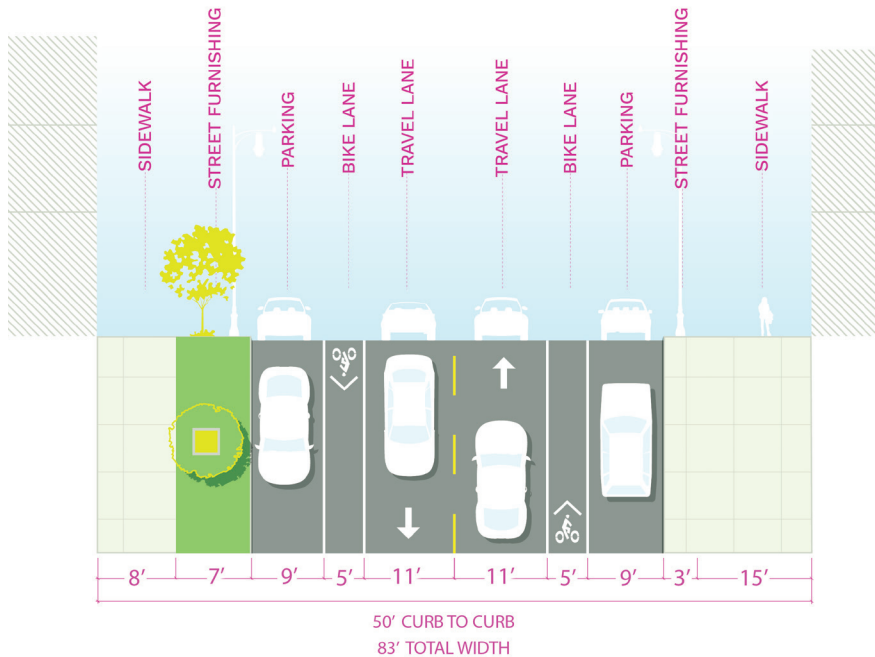 SIDEWALK
STREET FURNISHING
PARKING
BIKE LANE
TRAVEL LANE
TRAVEL LANE
BIKE LANE
PARKING
STREET FURNISHING
SIDEWALK
8’ 7’ 9’ 5’ 11’ 11’ 5’ 9’ 3’ 15’
50’ CURB TO CURB
83’ TOTAL WIDTH